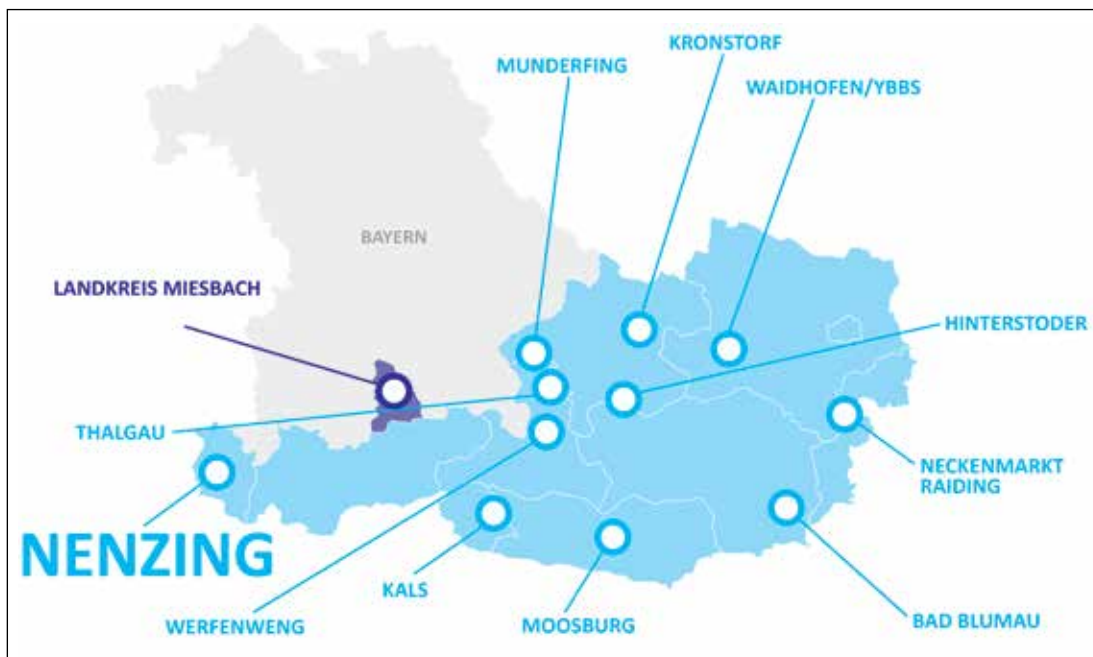 KRONSTORF
MUNDERFING
WAIDHOFEN/YBBS
BAYERN
LANDKREIS MIESBACH
HINTERSTODER
THALGAU
NECKENMARKT
RAIDING
NENZING
KALS
WERFENWENG
MOOSBURG
BAD BLUMAU